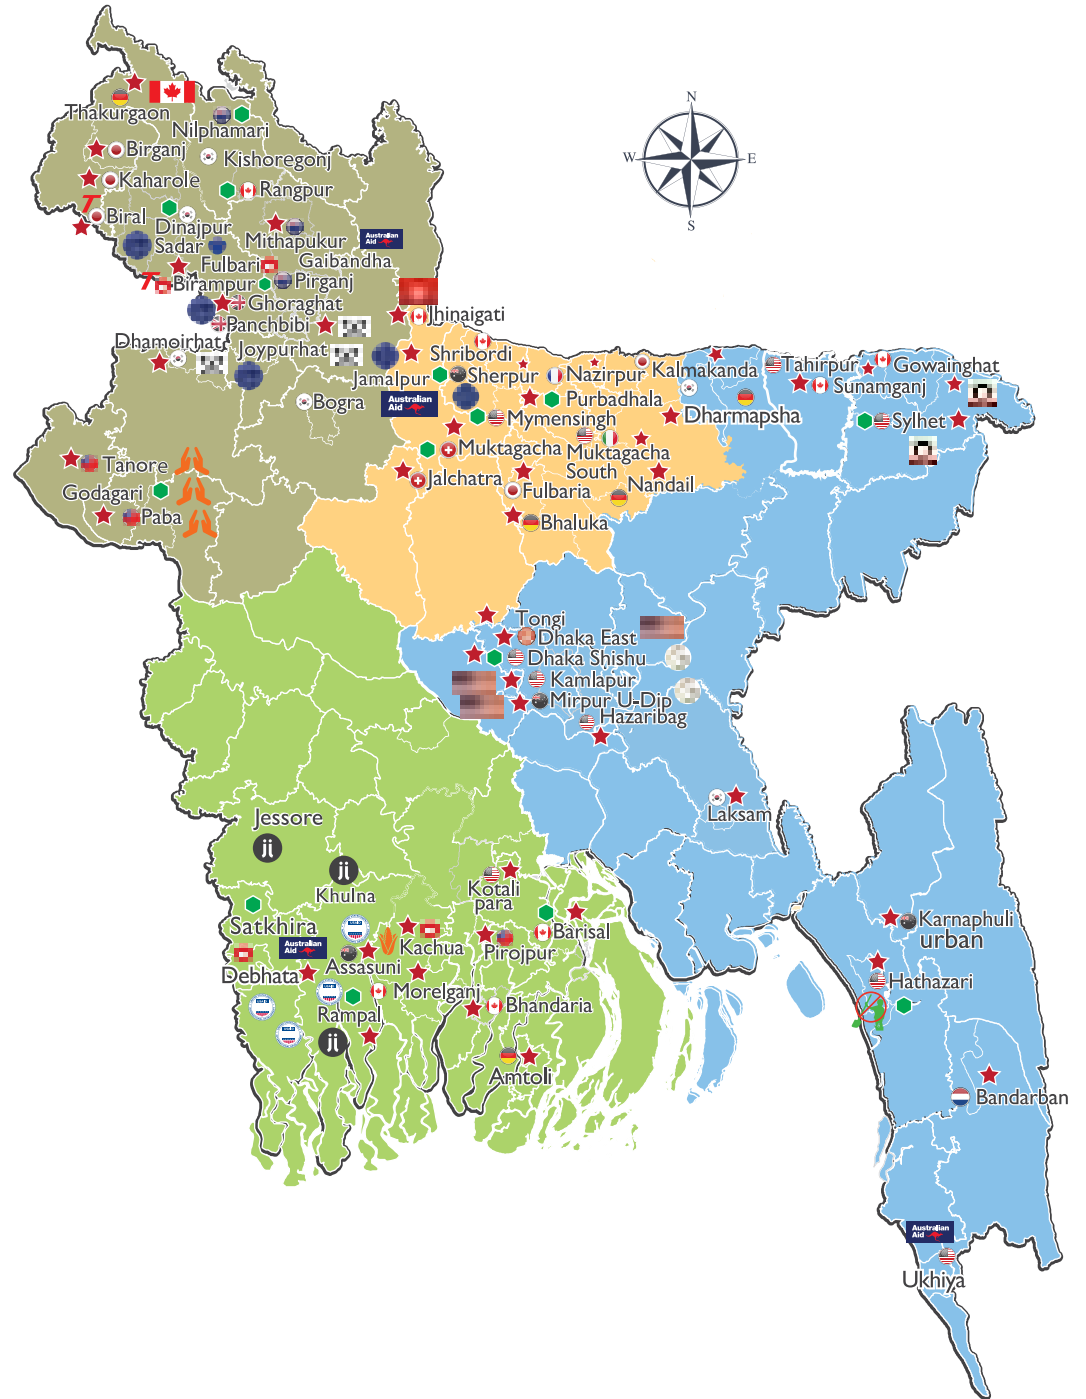 N
W
E
S
Thakurgaon
Nilphamari
Birganj
Kishoregonj
Kaharole
Rangpur
Biral
Dinajpur
Sadar
Mithapukur
Australian
Aid
Fulbari
Gaibandha
Birampur
Pirganj
Ghoraghat
Jhinaigati
Panchbibi
Dhamoirhat
Joypurhat
Shribordi
Jamalpur
Sherpur
Nazirpur
Kalmakanda
Tahirpur
Gowainghat
Sunamganj
Bogra
Australian
Aid
Purbadhala
Mymensingh
Dharmapsha
Sylhet
Muktagacha
Muktagacha
South
Tanore
Jalchatra
Nandail
Godagari
Fulbaria
Paba
Bhaluka
Tongi
Dhaka East
Dhaka Shishu
Kamlapur
Mirpur U-Dip
Hazaribag
Laksam
Jessore
ji
ji
Khulna
Kotali
para
Satkhira
Barisal
Karnaphuli
urban
Australian
Aid
Kachua
Pirojpur
Debhata
Assasuni
Hathazari
Morelganj
Rampal
Bhandaria
ji
Amtoli
Bandarban
Australian
Aid
Ukhiya